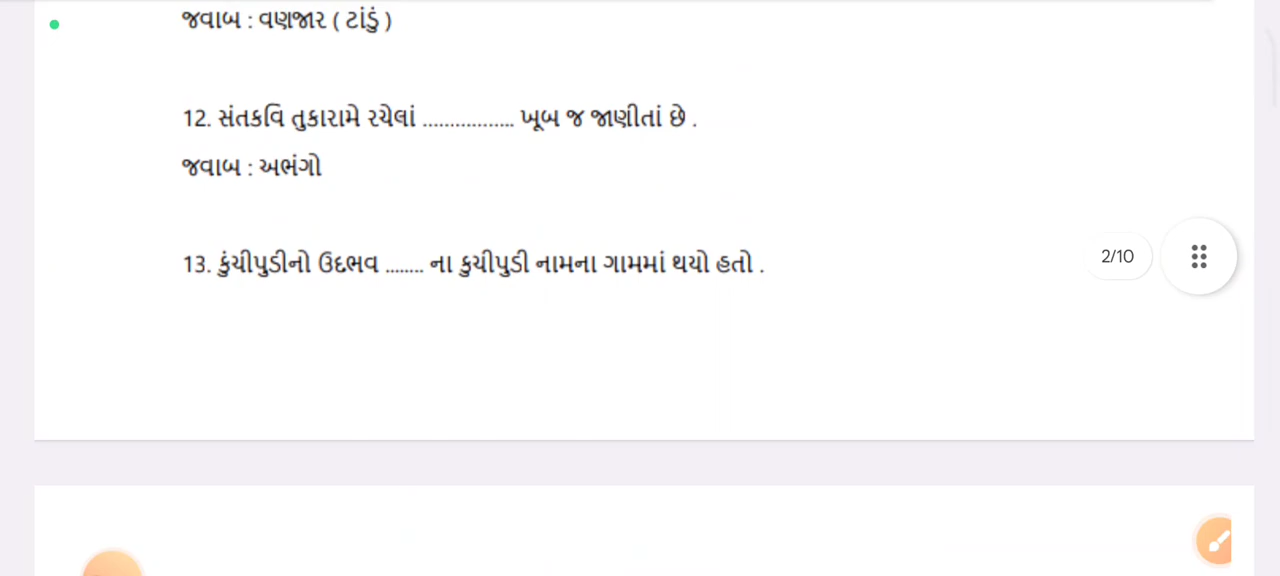 જવાબ : વણજાર ( ટાંડું )
12. સંતકવિ તુકારામે રચેલાં ................. ખૂબ જ જાણીતાં છે .
જવાબ : અભંગો
13. કુંચીપુડીનો ઉદભવ ........ ના કુચીપુડી નામના ગામમાં થયો હતો .
2/10